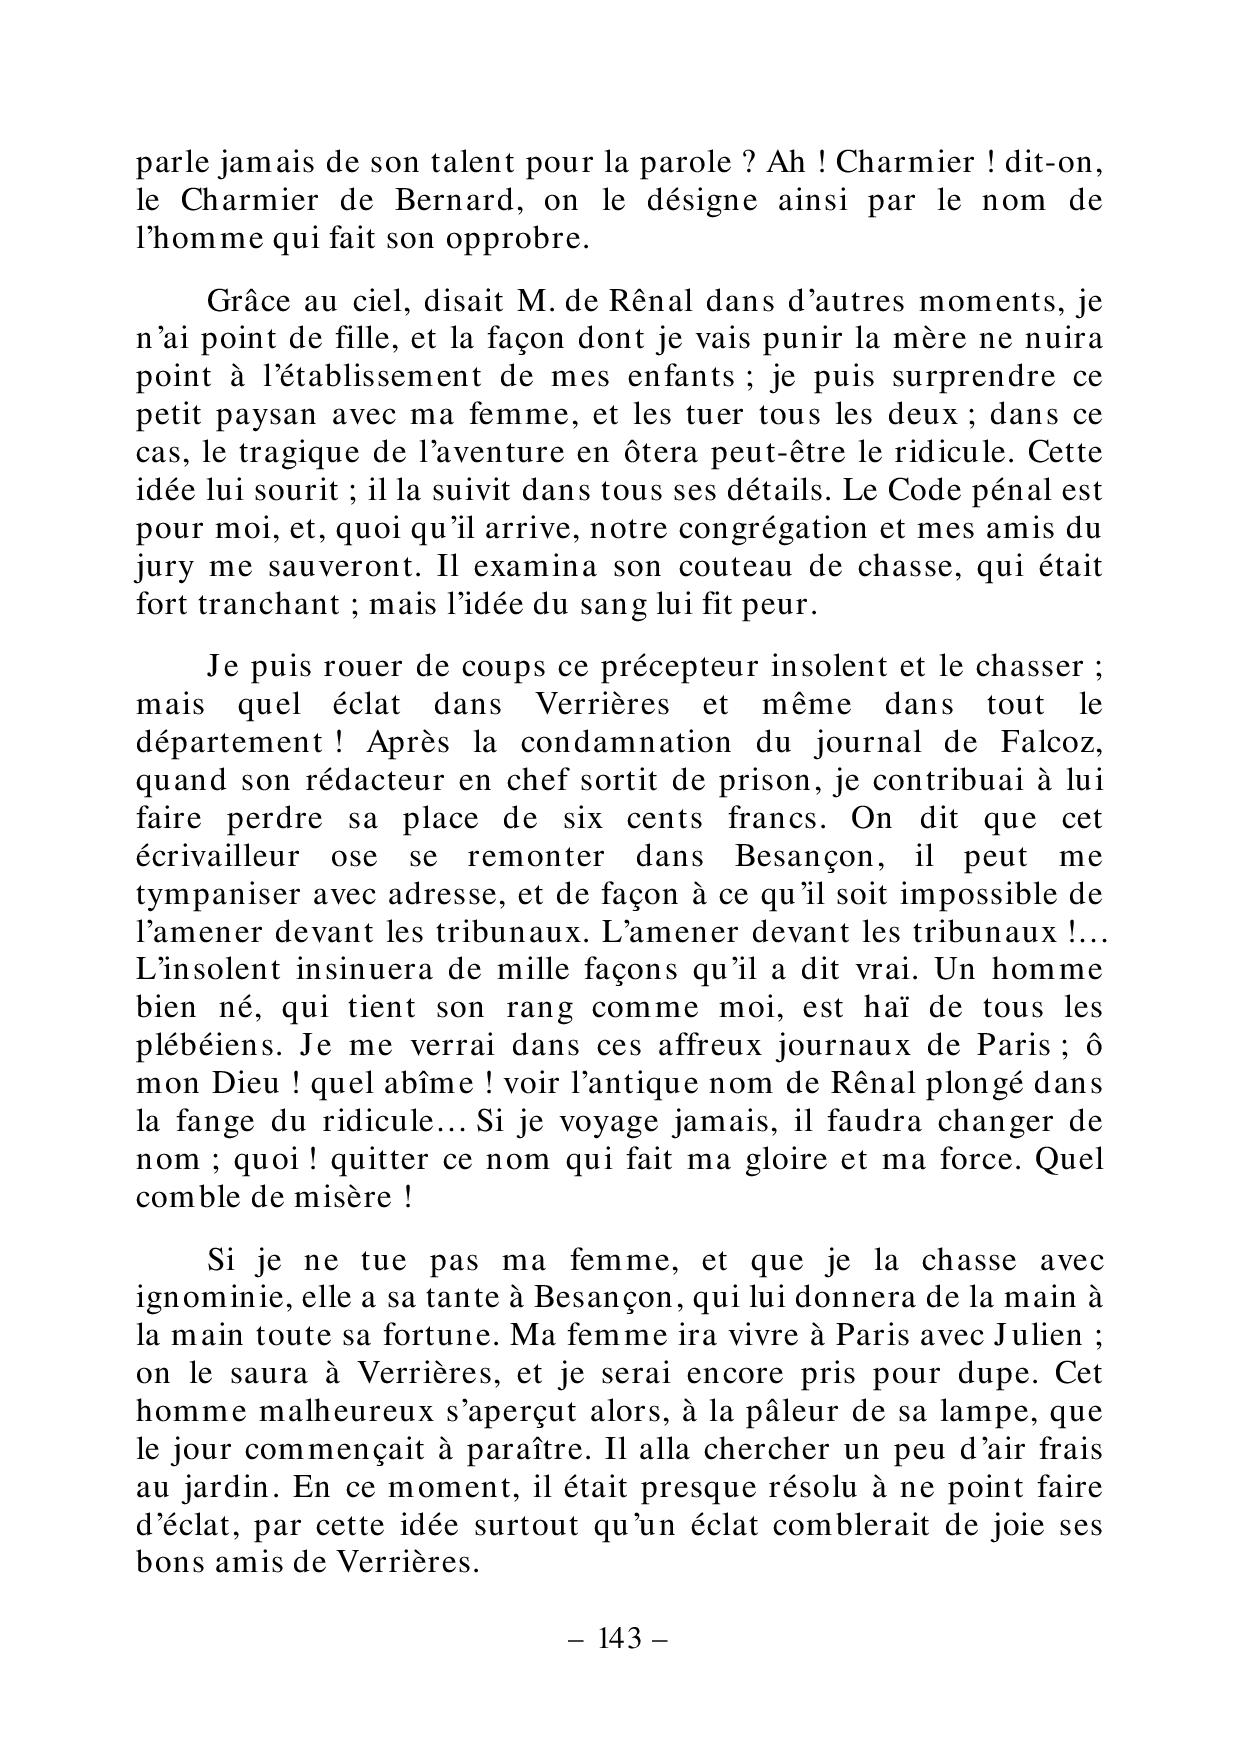 parle jamais de son talent pour la parole ? Ah ! Charmier ! dit-on,
le Charmier de Bernard, on le désigne ainsi par le nom de
l’homme qui fait son opprobre.
Grâce au ciel, disait M. de Rênal dans d’autres moments, je
n’ai point de fille, et la façon dont je vais punir la mère ne nuira
point à l’établissement de mes enfants ; je puis surprendre ce
petit paysan avec ma femme, et les tuer tous les deux ; dans ce
cas, le tragique de l’aventure en ôtera peut-être le ridicule. Cette
idée lui sourit ; il la suivit dans tous ses détails. Le Code pénal est
pour moi, et, quoi qu’il arrive, notre congrégation et mes amis du
jury me sauveront. Il examina son couteau de chasse, qui était
fort tranchant ; mais l’idée du sang lui fit peur.
Je puis rouer de coups ce précepteur insolent et le chasser ;
mais quel éclat dans Verrières et même dans tout le
département ! Après la condamnation du journal de Falcoz,
quand son rédacteur en chef sortit de prison, je contribuai à lui
faire perdre sa place de six cents francs. On dit que cet
écrivailleur ose se remonter dans Besançon, il peut me
tympaniser avec adresse, et de façon à ce qu’il soit impossible de
l’amener devant les tribunaux. L’amener devant les tribunaux !…
L’insolent insinuera de mille façons qu’il a dit vrai. Un homme
bien né, qui tient son rang comme moi, est haï de tous les
plébéiens. Je me verrai dans ces affreux journaux de Paris ; ô
mon Dieu ! quel abîme ! voir l’antique nom de Rênal plongé dans
la fange du ridicule… Si je voyage jamais, il faudra changer de
nom ; quoi ! quitter ce nom qui fait ma gloire et ma force. Quel
comble de misère !
Si je ne tue pas ma femme, et que je la chasse avec
ignominie, elle a sa tante à Besançon, qui lui donnera de la main à
la main toute sa fortune. Ma femme ira vivre à Paris avec Julien ;
on le saura à Verrières, et je serai encore pris pour dupe. Cet
homme malheureux s’aperçut alors, à la pâleur de sa lampe, que
le jour commençait à paraître. Il alla chercher un peu d’air frais
au jardin. En ce moment, il était presque résolu à ne point faire
d’éclat, par cette idée surtout qu’un éclat comblerait de joie ses
bons amis de Verrières.
– 143 –